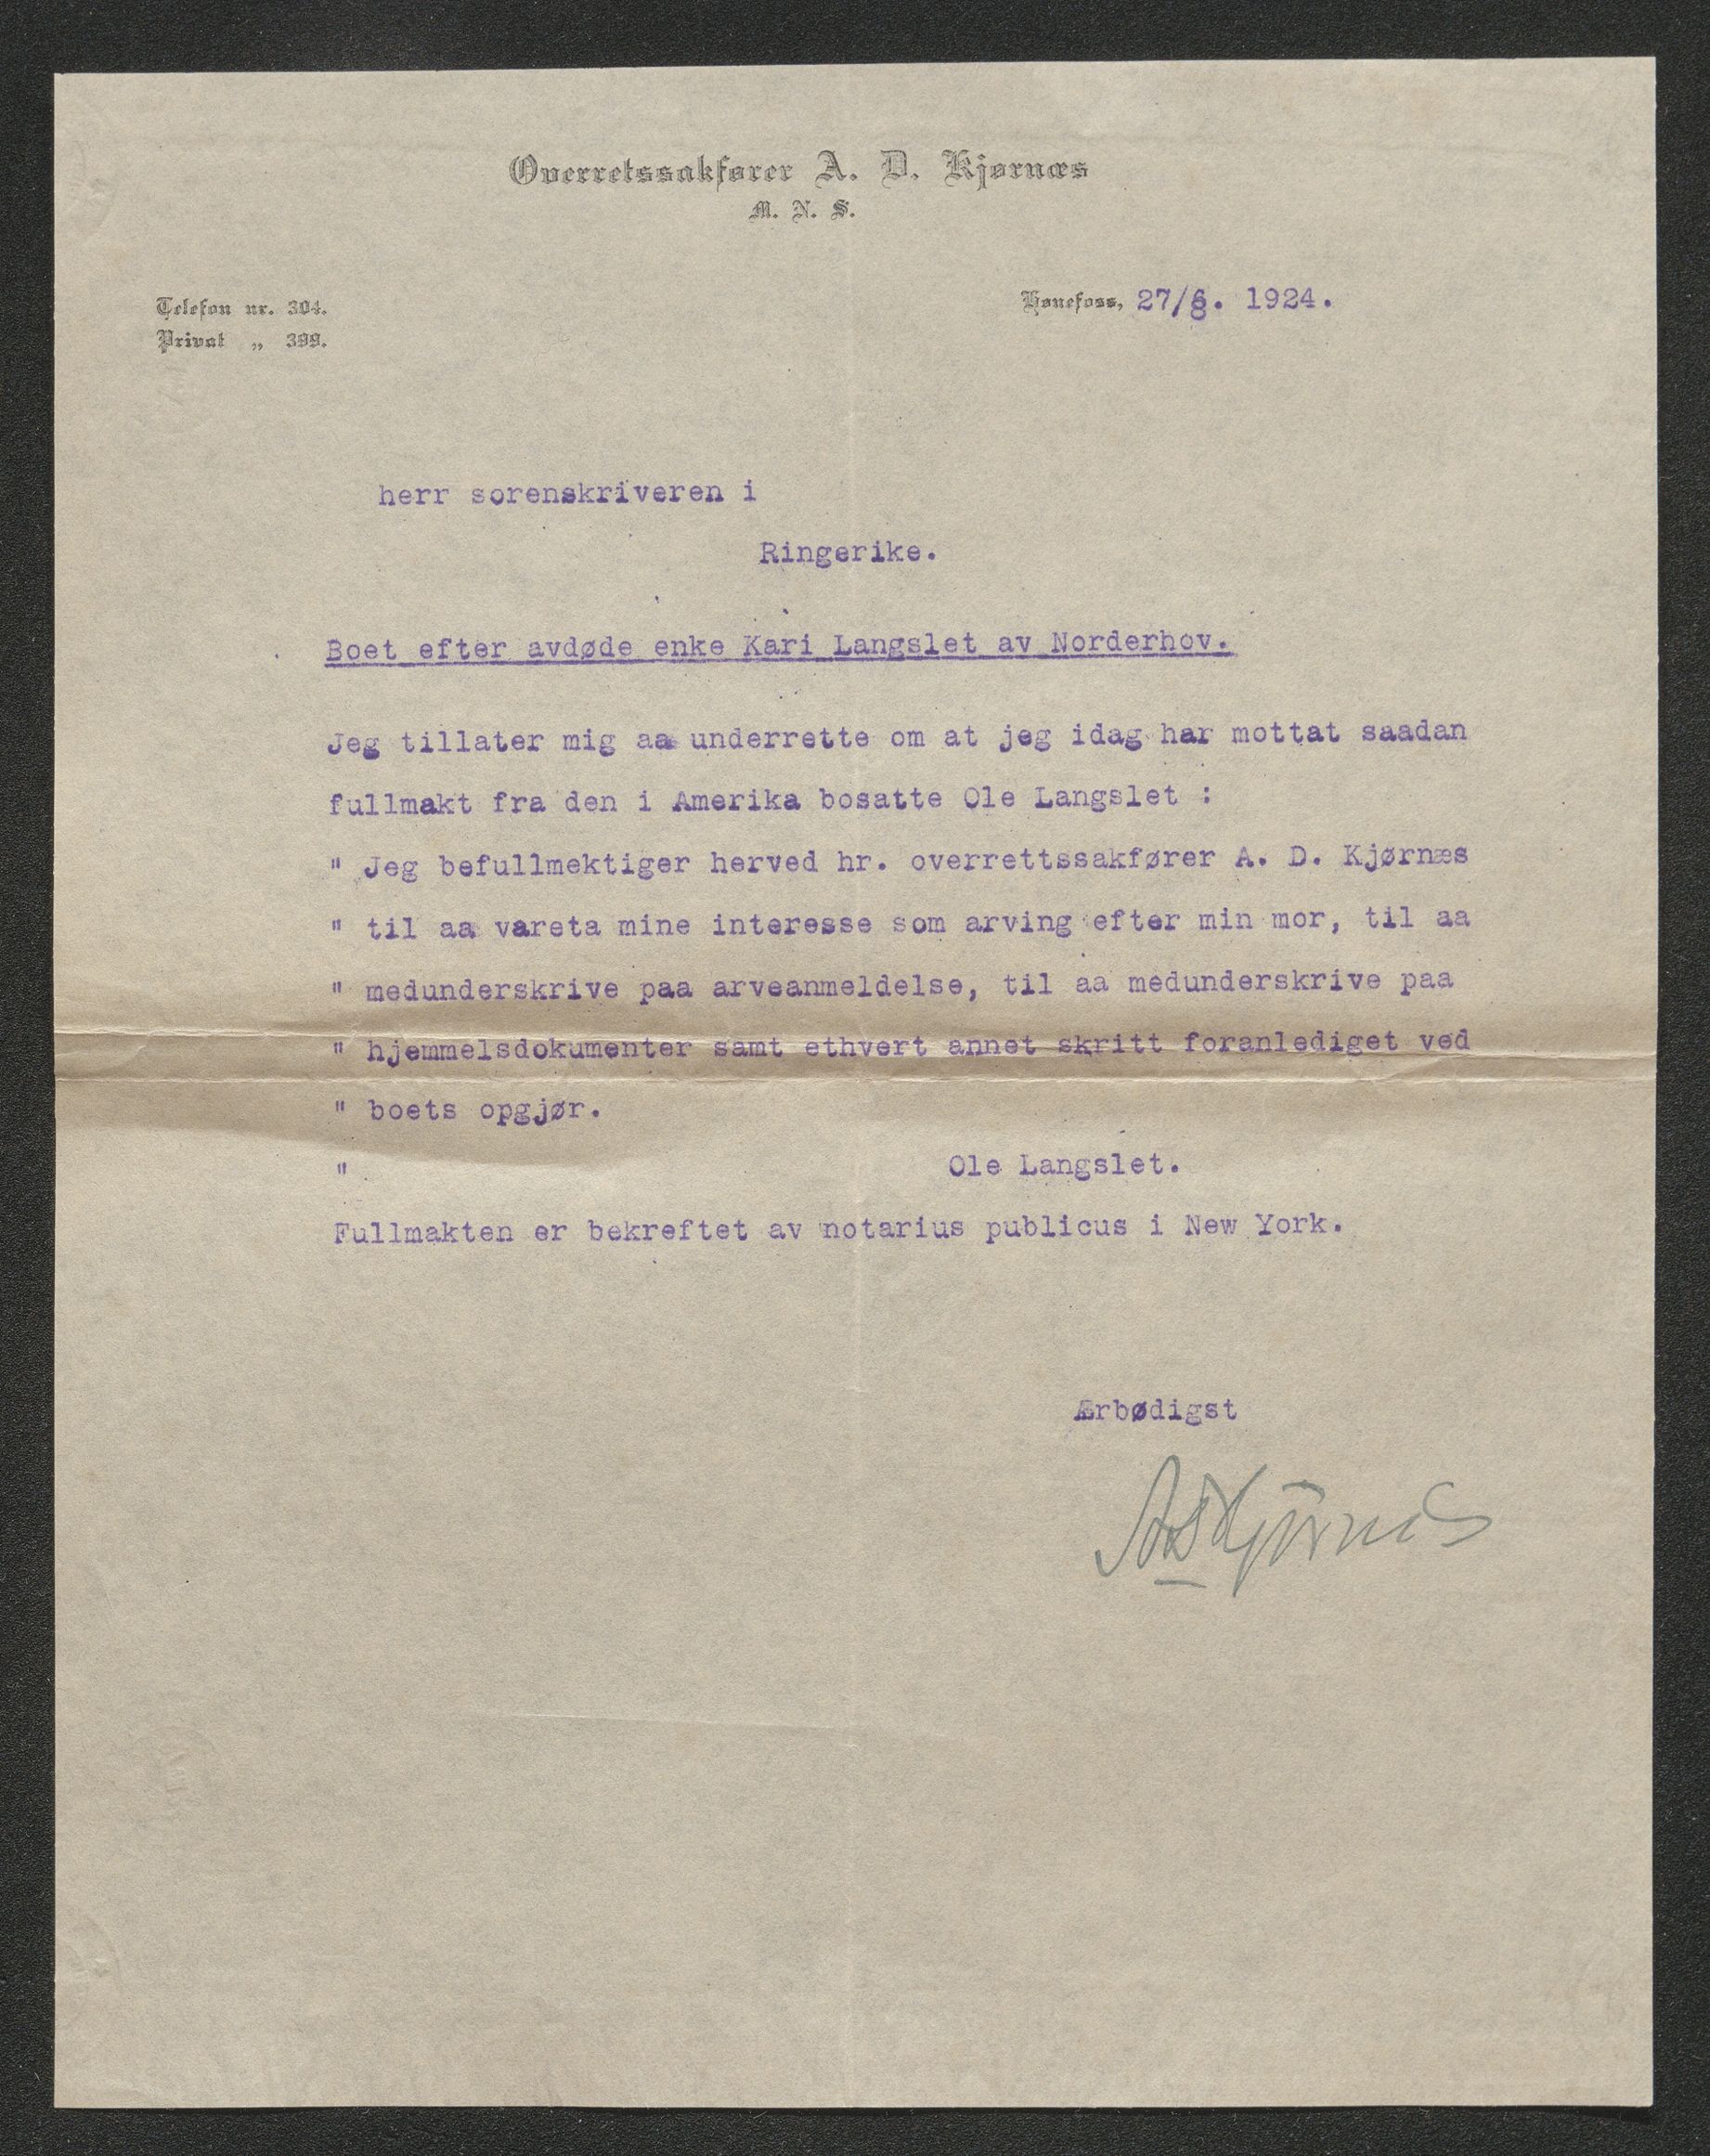 Overretssakfører A. D. Kjørnæs
M. N. S.
Telefon nr. 304.
Privat „ 399.
Hønefoss, 27/8. 1924.
herr sorenskriveren i
Ringerike.
Boet efter avdøde enke Kari Langslet av Norderhov.
Jeg tillater mig aa underrette om at jeg idag har mottat saadan
fullmakt fra den i Amerika bosatte Ole Langslet :
" Jeg befullmektiger herved hr. overrettssakfører A. D. Kjørnæs
" til aa vareta mine interesse som arving efter min mor, til aa
" medunderskrive paa arveanmeldelse, til aa medunderskrive paa
" hjemmelsdokumenter samt ethvert annet skritt foranlediget ved
" boets opgjør.
" Ole Langslet.
Fullmakten er bekreftet av notarius publicus i New York.
Ærbødigst
AD Kjørnæs